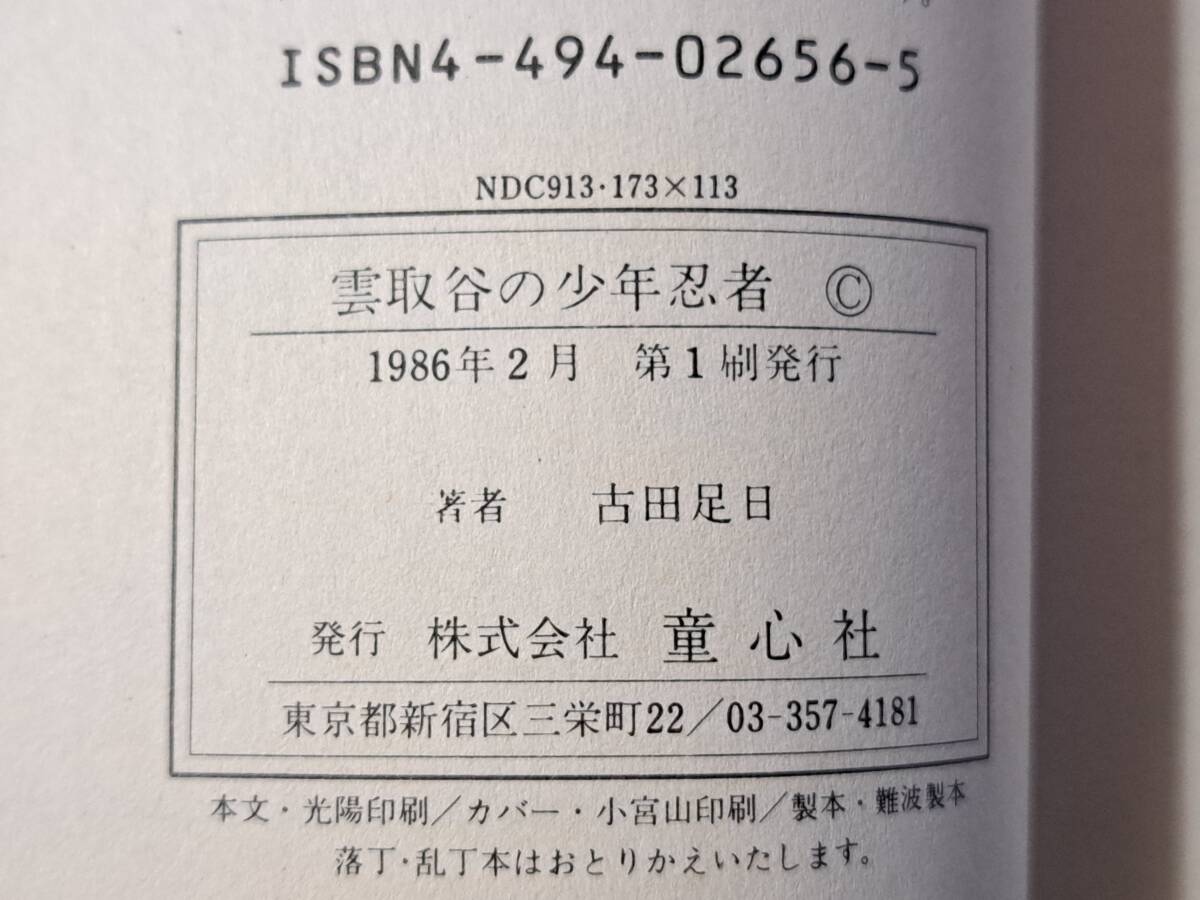 ISBN4-494-02656-5
NDC913・173×113
雲取谷の少年忍者 ©
1986年2月 第1刷発行
著者 古田足日
発行 株式会社 童心社
東京都新宿区三栄町22/03-357-4181
本文・光陽印刷/カバー・小宮山印刷/製本・難波製本
落丁・乱丁本はおとりかえいたします。